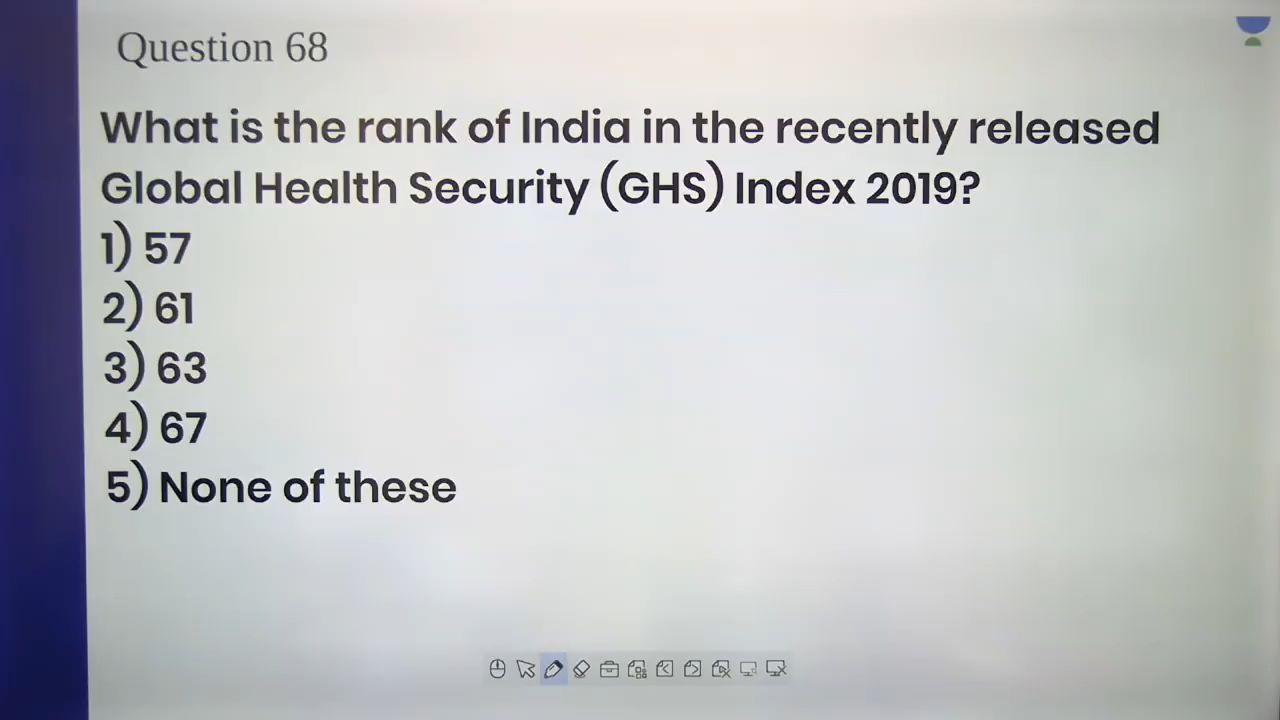 Question 68
What is the rank of India in the recently released
Global Health Security (GHS) Index 2019?
1) 57
2) 61
3) 63
4) 67
5) None of these